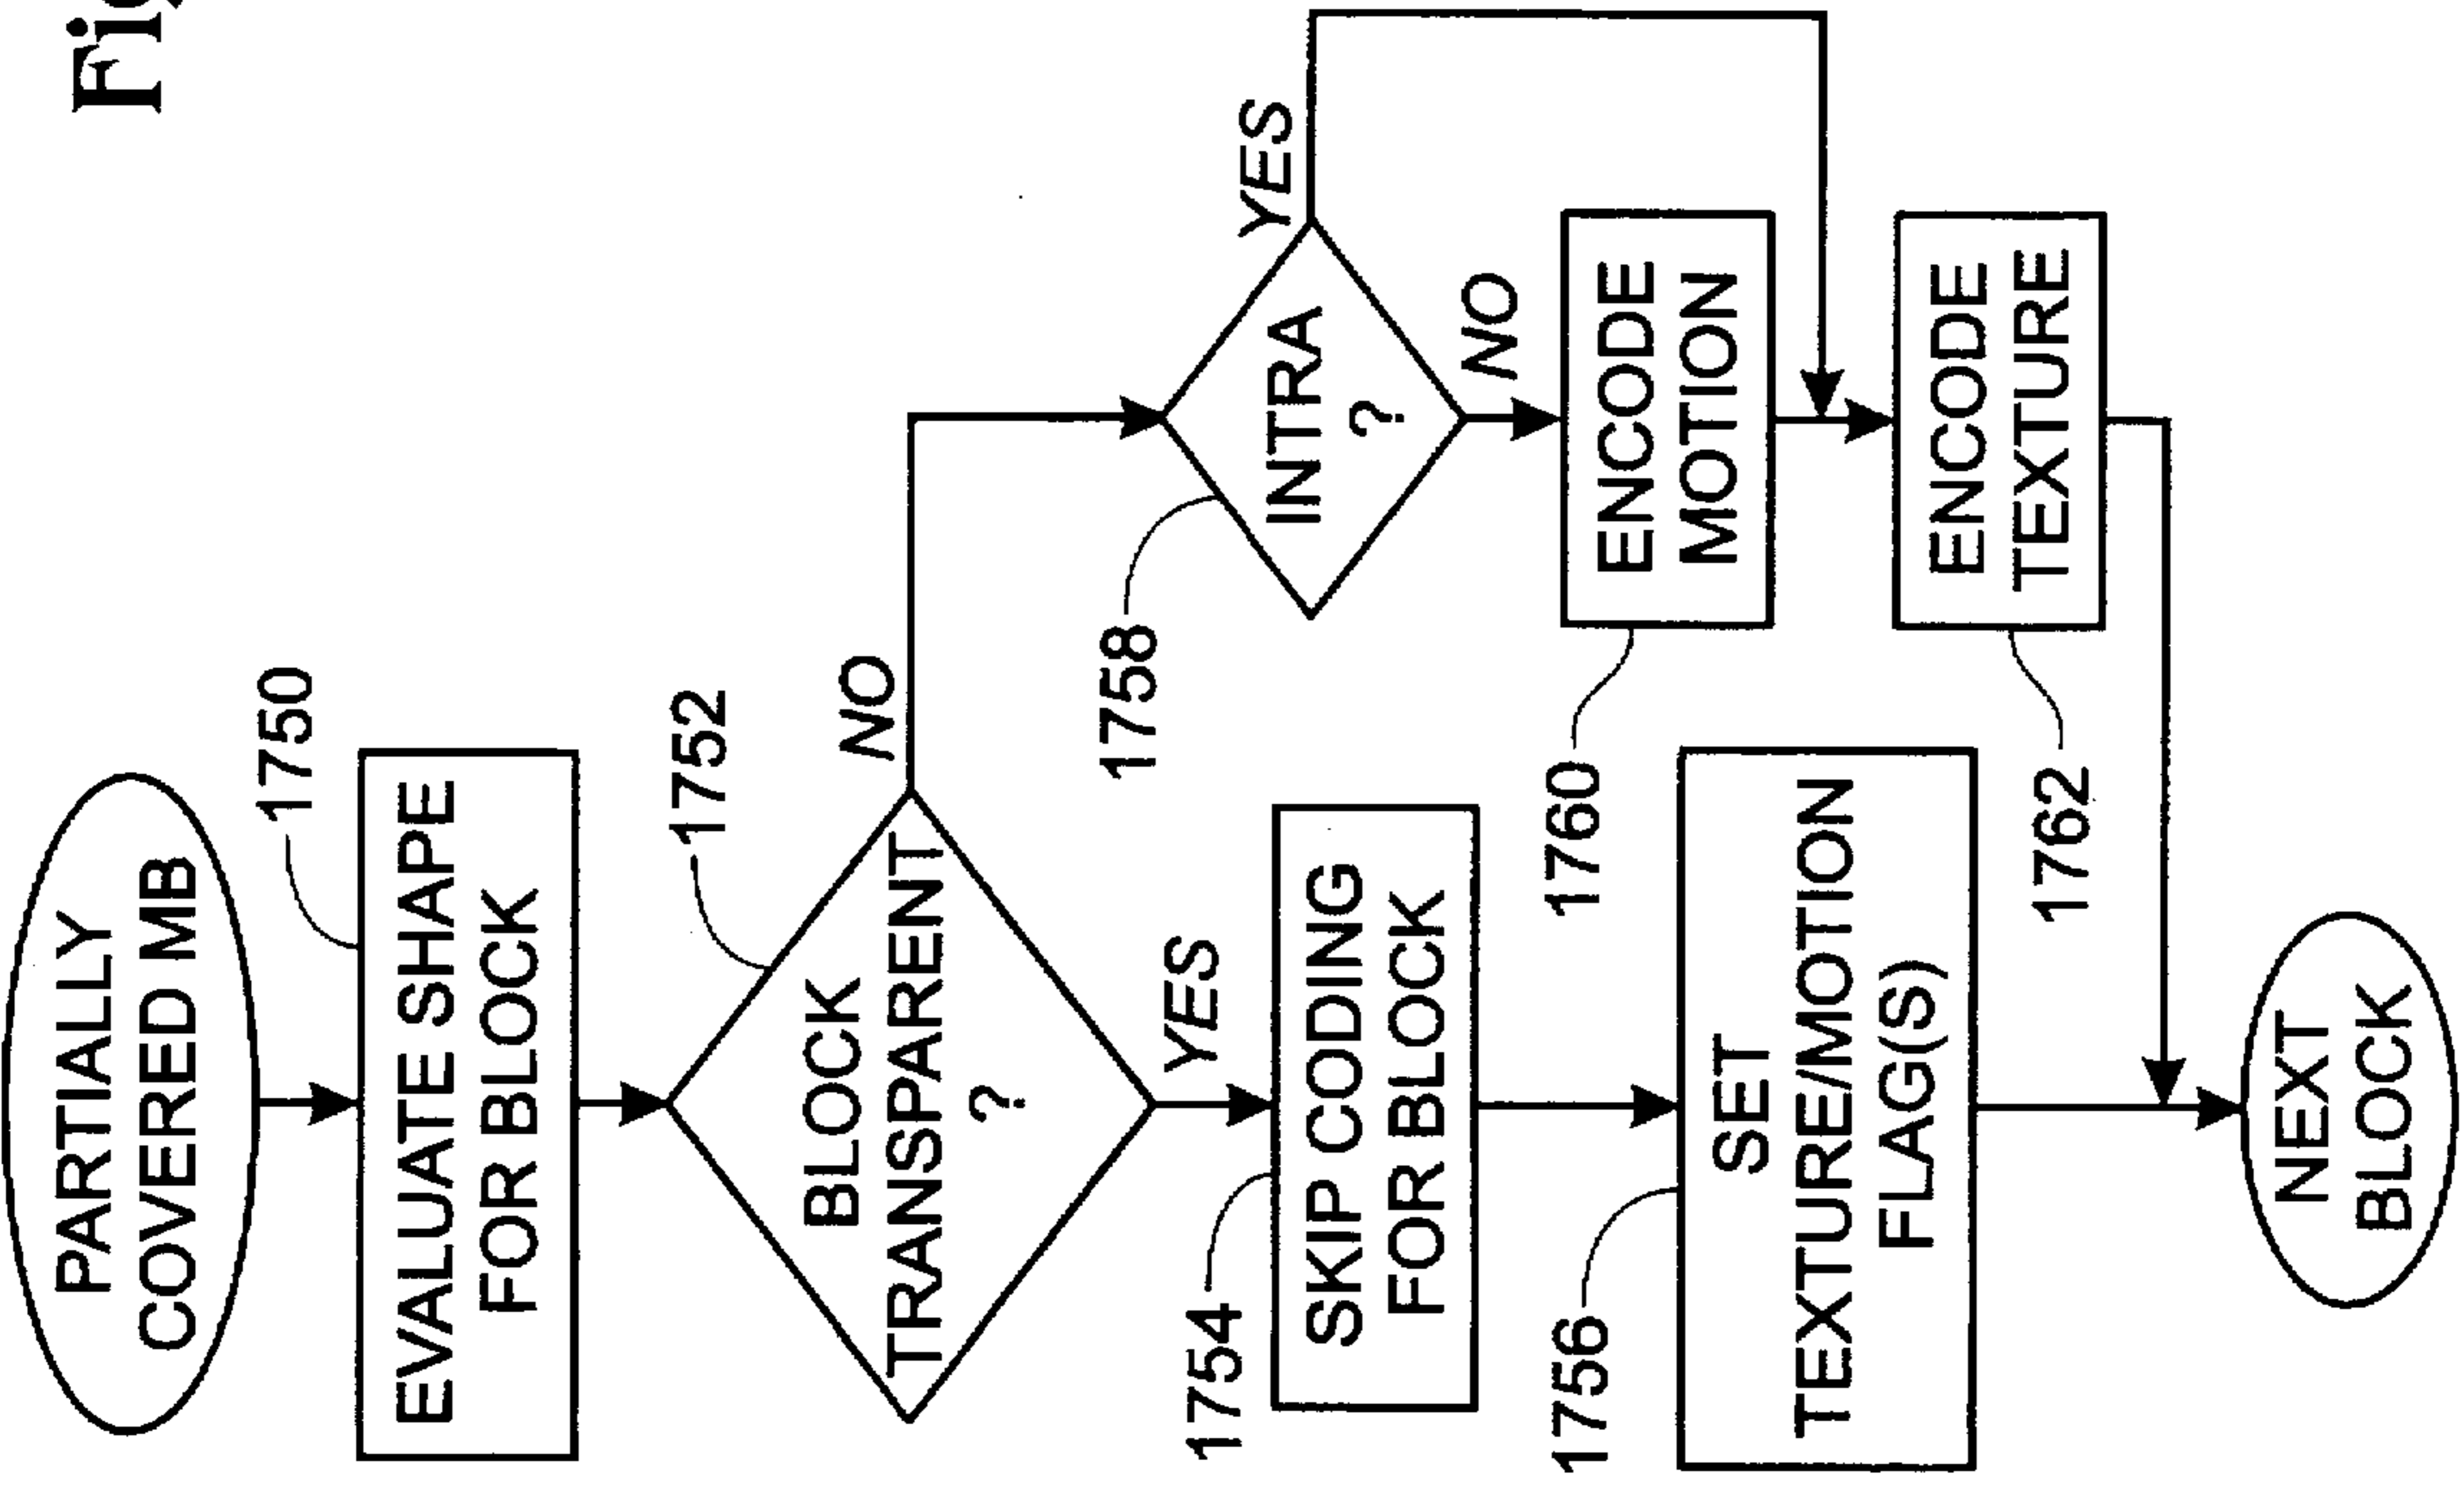 PARTIALLY
COVERED MB
1750
EVALUATE SHAPE
FOR BLOCK
1752
BLOCK
TRANSPARENT
?
NO
YES
1754
SKIP CODING
FOR BLOCK
1756
SET
TEXTURE/MOTION
FLAG(S)
1758
INTRA
?
YES
NO
1760
ENCODE
MOTION
1762
ENCODE
TEXTURE
NEXT
BLOCK